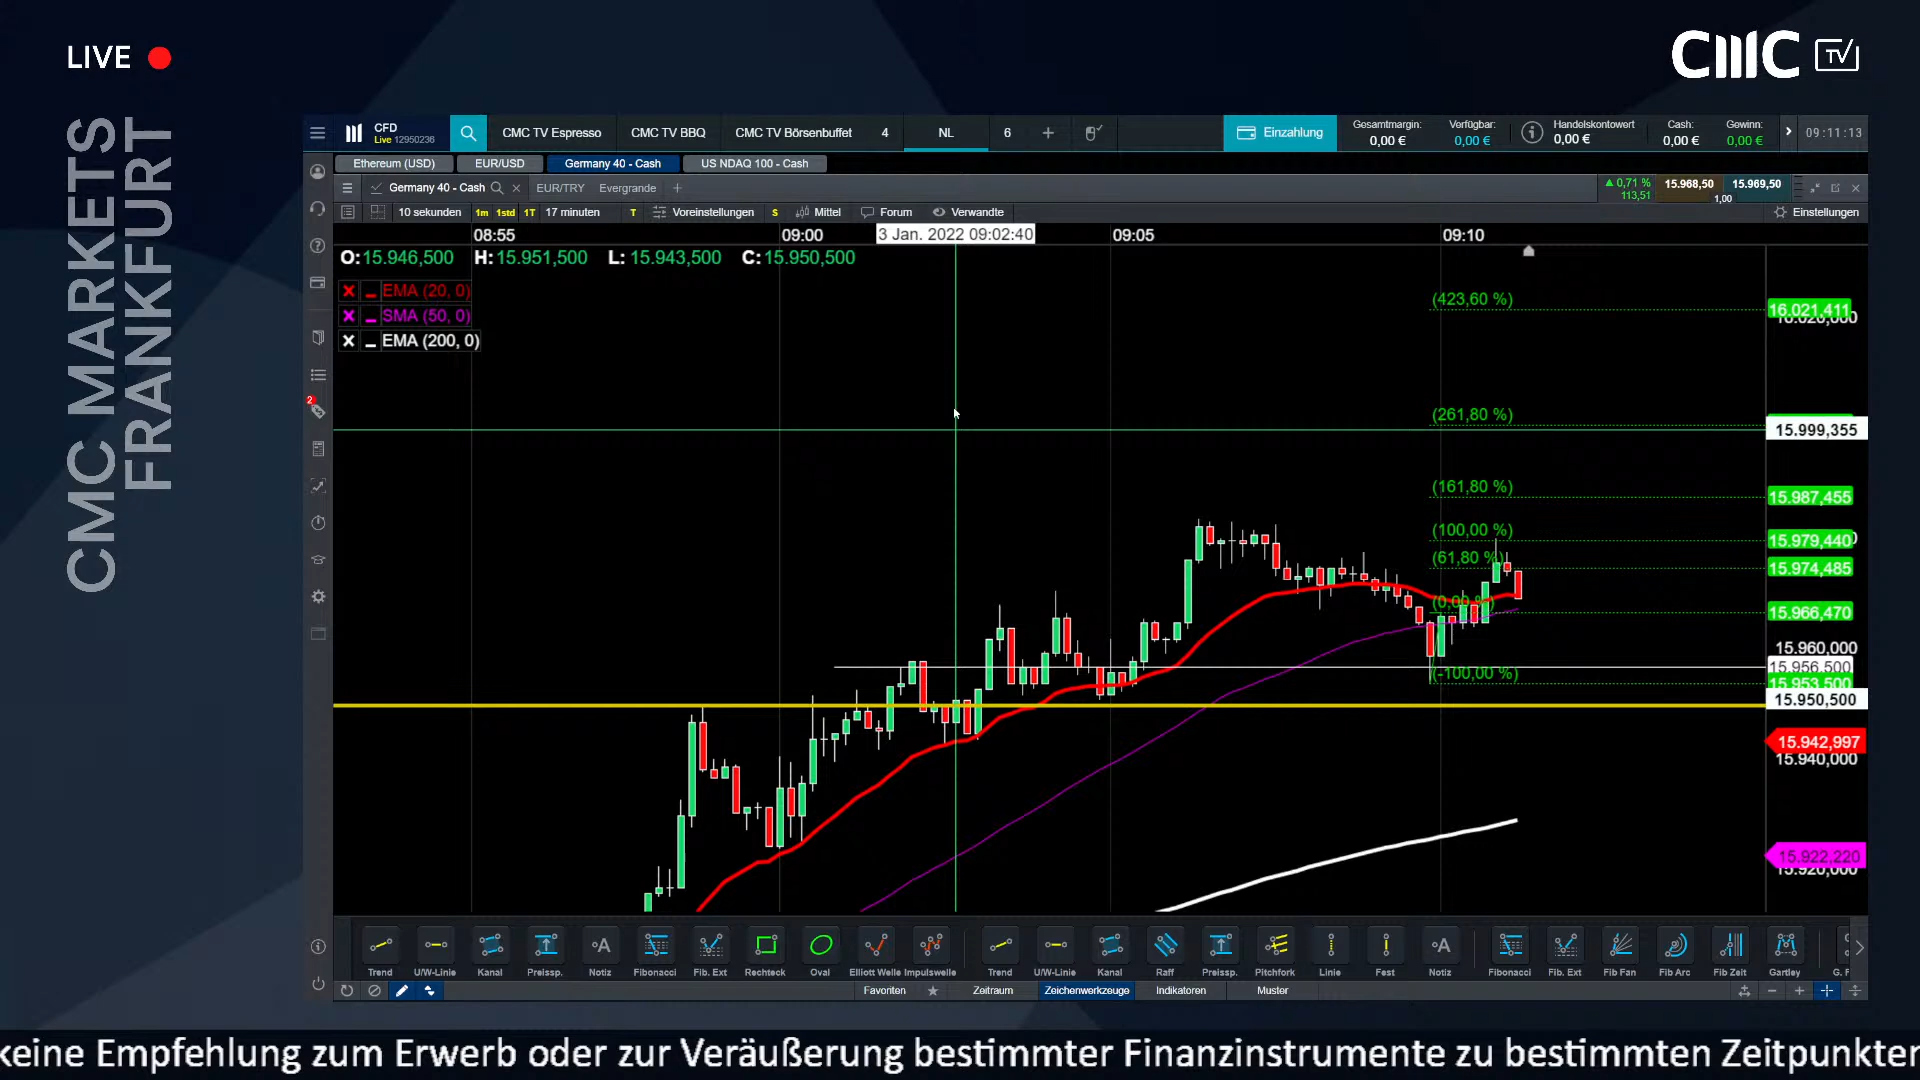 LIVE
CMC TV
CMC MARKETS
FRANKFURT
CFD
Live 12950236
CMC TV Espresso
CMC TV BBQ
CMC TV Börsenbuffet
4
NL
6
Einzahlung
Gesamtmargin:
0,00 €
Verfügbar:
0,00 €
Handelskontowert
0,00 €
Cash:
0,00 €
Gewinn:
0,00 €
09:11:13
Ethereum (USD)
EUR/USD
Germany 40 - Cash
US NDAQ 100 - Cash
Germany 40 - Cash
EUR/TRY
Evergrande
0,71 %
113,51
15.968,50
15.969,50
1,00
10 sekunden
1m
1std
1T
17 minuten
T
Voreinstellungen
S
Mittel
Forum
Verwandte
Einstellungen
08:55
09:00
3 Jan. 2022 09:02:40
09:05
09:10
O:15.946,500 H:15.951,500 L: 15.943,500 C:15.950,500
EMA (20, 0)
SMA (50, 0)
EMA (200, 0)
2
(423,60 %)
(261,80 %)
(161,80 %)
(100,00 %)
(61,80 %)
(0,00 %)
(-100,00 %)
16.021,411
15.999,355
15.987,455
15.979,440
15.974,485
15.966,470
15.960,000
15.956,500
15.953,500
15.950,500
15.942,997
15.940,000
15.922,220
15.920,000
Trend
U/W-Linie
Kanal
Preissp.
Notiz
Fibonacci
Fib. Ext
Rechteck
Oval
Elliott Welle
Impulswelle
Trend
U/W-Linie
Kanal
Raff
Preissp.
Pitchfork
Linie
Fest
Notiz
Fibonacci
Fib. Ext
Fib Fan
Fib Arc
Fib Zeit
Gartley
Favoriten
Zeitraum
Zeichenwerkzeuge
Indikatoren
Muster
keine Empfehlung zum Erwerb oder zur Veräußerung bestimmter Finanzinstrumente zu bestimmten Zeitpunkten